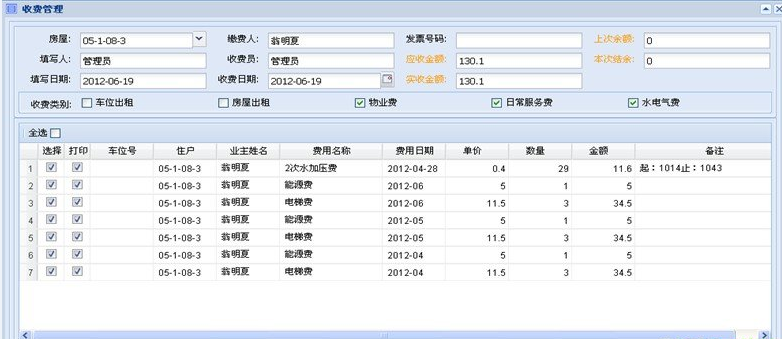 收费管理
房屋: 05-1-08-3 缴费人: 翁明夏 发票号码: 上次余额: 0
填写人: 管理员 收费员: 管理员 应收金额: 130.1 本次结余: 0
填写日期: 2012-06-19 收费日期: 2012-06-19 实收金额: 130.1
收费类别: 车位出租 房屋出租 物业费 日常服务费 水电气费
全选
选择 打印 车位号 住户 业主姓名 费用名称 费用日期 单价 数量 金额 备注
1 05-1-08-3 翁明夏 2次水加压费 2012-04-28 0.4 29 11.6 起:1014止:1043
2 05-1-08-3 翁明夏 能源费 2012-06 5 1 5
3 05-1-08-3 翁明夏 电梯费 2012-06 11.5 3 34.5
4 05-1-08-3 翁明夏 能源费 2012-05 5 1 5
5 05-1-08-3 翁明夏 电梯费 2012-05 11.5 3 34.5
6 05-1-08-3 翁明夏 能源费 2012-04 5 1 5
7 05-1-08-3 翁明夏 电梯费 2012-04 11.5 3 34.5